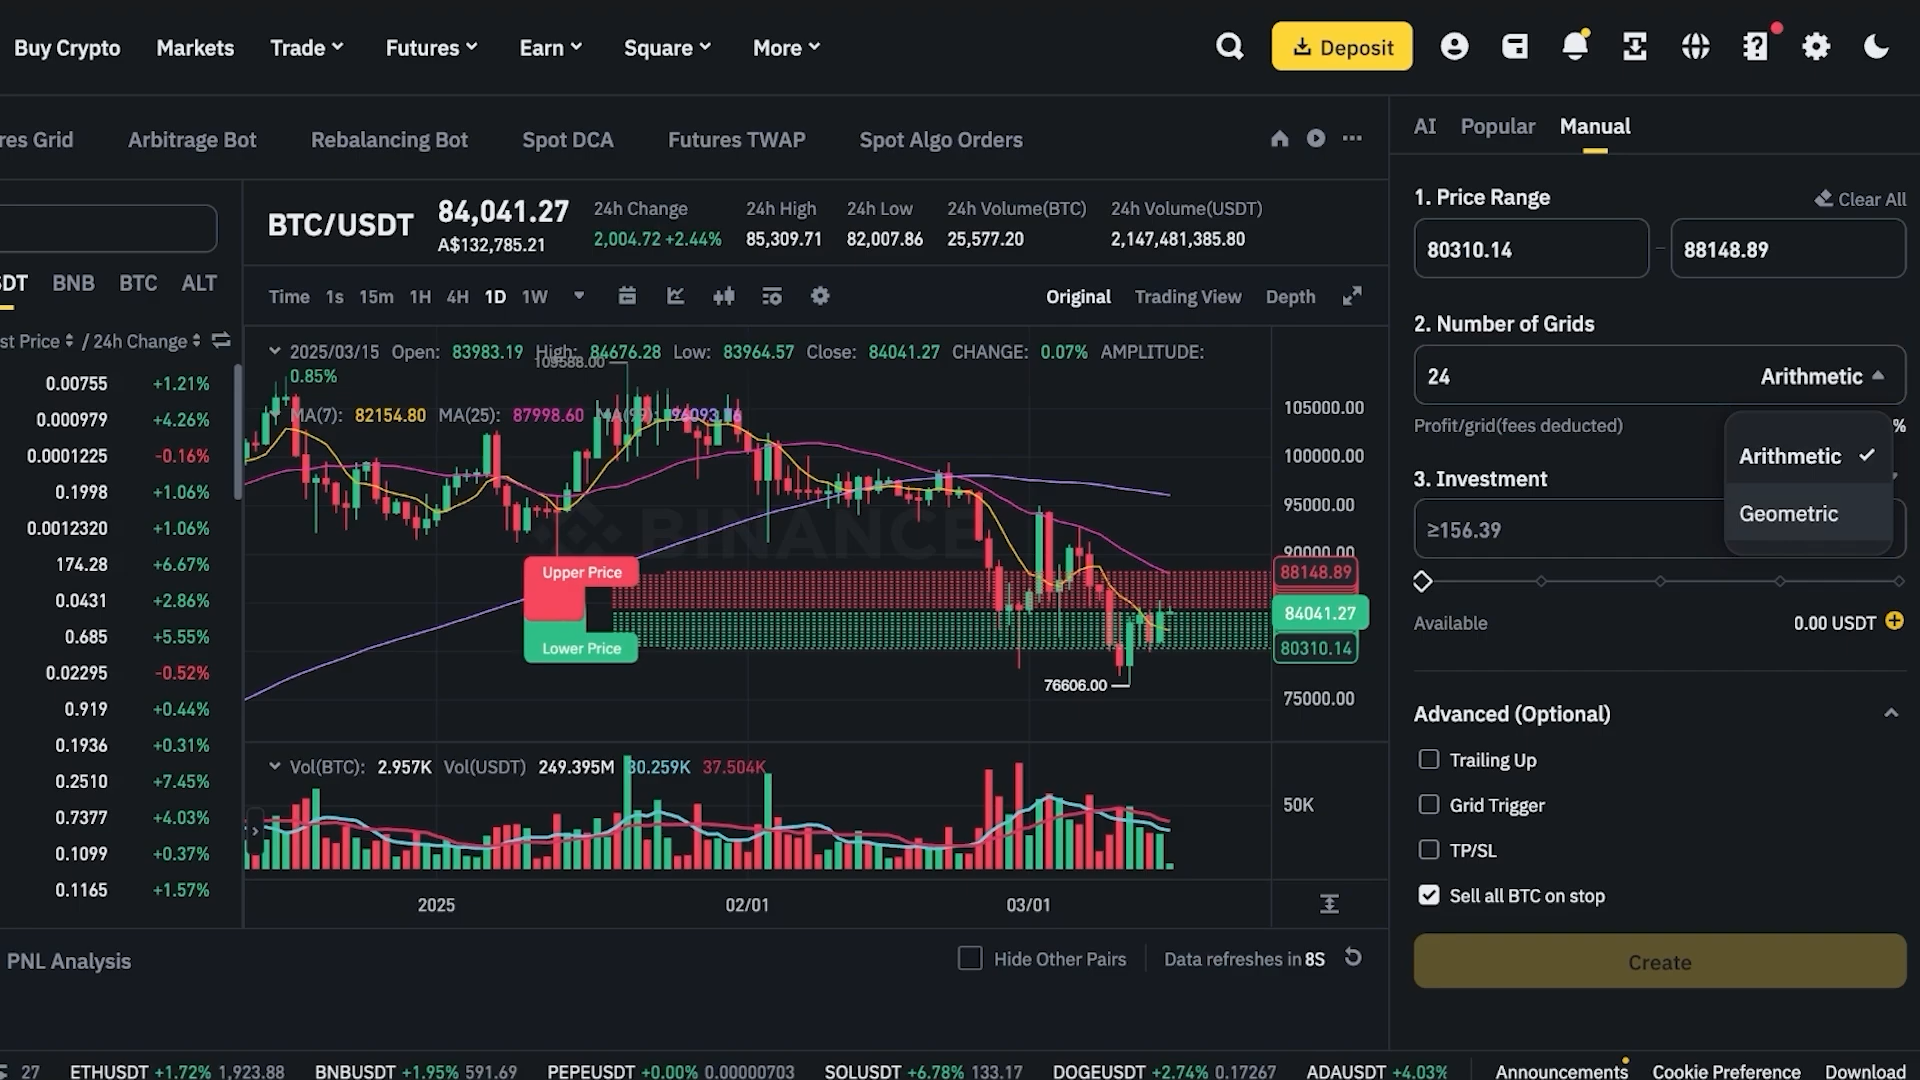 Buy Crypto Markets Trade Futures Earn Square More Deposit
res Grid Arbitrage Bot Rebalancing Bot Spot DCA Futures TWAP Spot Algo Orders
AI Popular Manual
BTC/USDT 84,041.27 A$132,785.21
24h Change 2,004.72 +2.44%
24h High 85,309.71
24h Low 82,007.86
24h Volume(BTC) 25,577.20
24h Volume(USDT) 2,147,481,385.80
SDT BNB BTC ALT
st Price / 24h Change
0.00755 +1.21%
0.000979 +4.26%
0.0001225 -0.16%
0.1998 +1.06%
0.0012320 +1.06%
174.28 +6.67%
0.0431 +2.86%
0.685 +5.55%
0.02295 -0.52%
0.919 +0.44%
0.1936 +0.31%
0.2510 +7.45%
0.7377 +4.03%
0.1099 +0.37%
0.1165 +1.57%
Time 1s 15m 1H 4H 1D 1W Original Trading View Depth
2025/03/15 Open: 83983.19 High: 84676.28 Low: 83964.57 Close: 84041.27 CHANGE: 0.07% AMPLITUDE:
0.85%
109588.00
MA(7): 82154.80 MA(25): 87998.60 MA(99): 96093.
105000.00
100000.00
95000.00
BINANCE
90000.00
Upper Price
88148.89
84041.27
Lower Price
80310.14
76606.00
75000.00
Vol(BTC): 2.957K Vol(USDT) 249.395M 30.259K 37.504K
50K
2025 02/01 03/01
PNL Analysis Hide Other Pairs Data refreshes in 8S
1. Price Range Clear All
80310.14 – 88148.89
2. Number of Grids
24 Arithmetic
Profit/grid(fees deducted) %
Arithmetic
Geometric
3. Investment
≥156.39
Available 0.00 USDT
Advanced (Optional)
Trailing Up
Grid Trigger
TP/SL
Sell all BTC on stop
Create
27 ETHUSDT +1.72% 1,923.88 BNBUSDT +1.95% 591.69 PEPEUSDT +0.00% 0.00000703 SOLUSDT +6.78% 133.17 DOGEUSDT +2.74% 0.17267 ADAUSDT +4.03% Announcements Cookie Preference Download